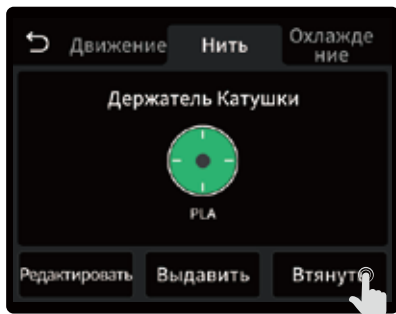 Движение Нить Охлажде
ние
Держатель Катушки
PLA
Редактировать Выдавить Втянуть